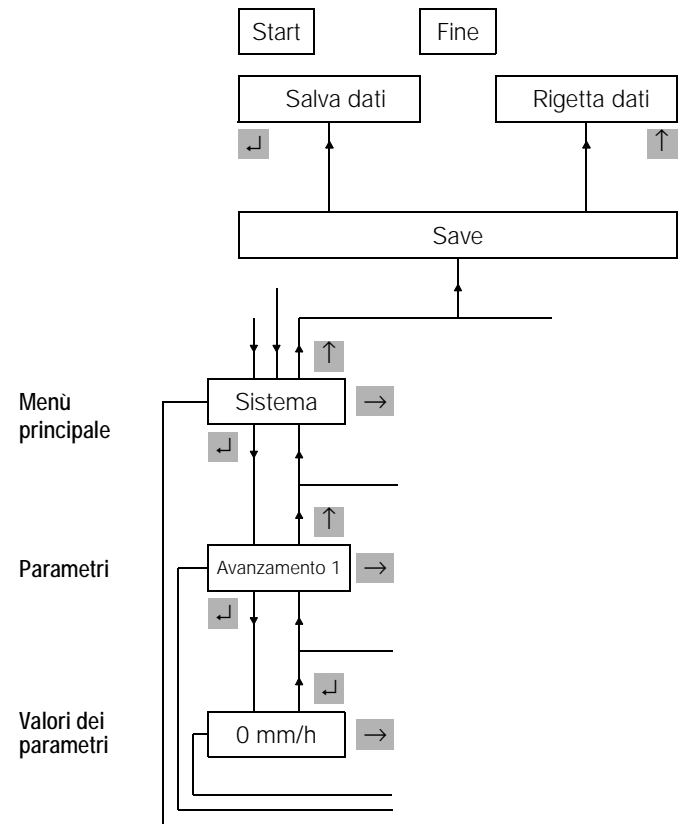 Start
Fine
Salva dati
Rigetta dati
↵
↑
Save
↑
Menù
principale
Sistema
→
↵
↑
Parametri
Avanzamento 1
→
↵
↵
Valori dei
parametri
0 mm/h
→